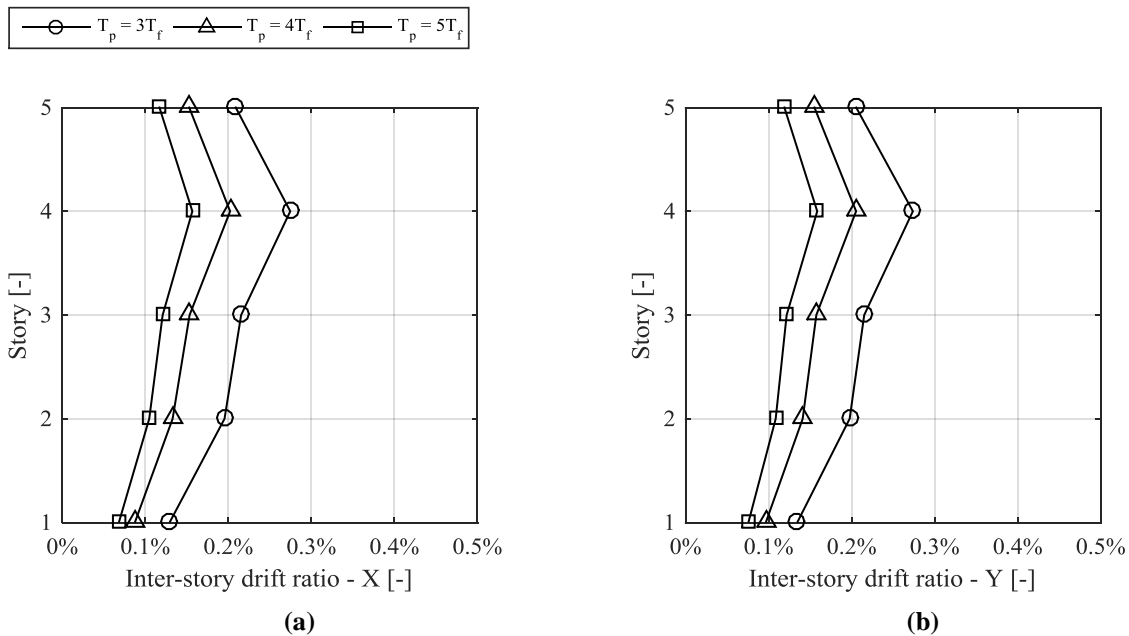 T_p = 3T_f T_p = 4T_f T_p = 5T_f
5
4
3
2
1
Story [-]
0% 0.1% 0.2% 0.3% 0.4% 0.5%
Inter-story drift ratio - X [-]
(a)
5
4
3
2
1
Story [-]
0% 0.1% 0.2% 0.3% 0.4% 0.5%
Inter-story drift ratio - Y [-]
(b)